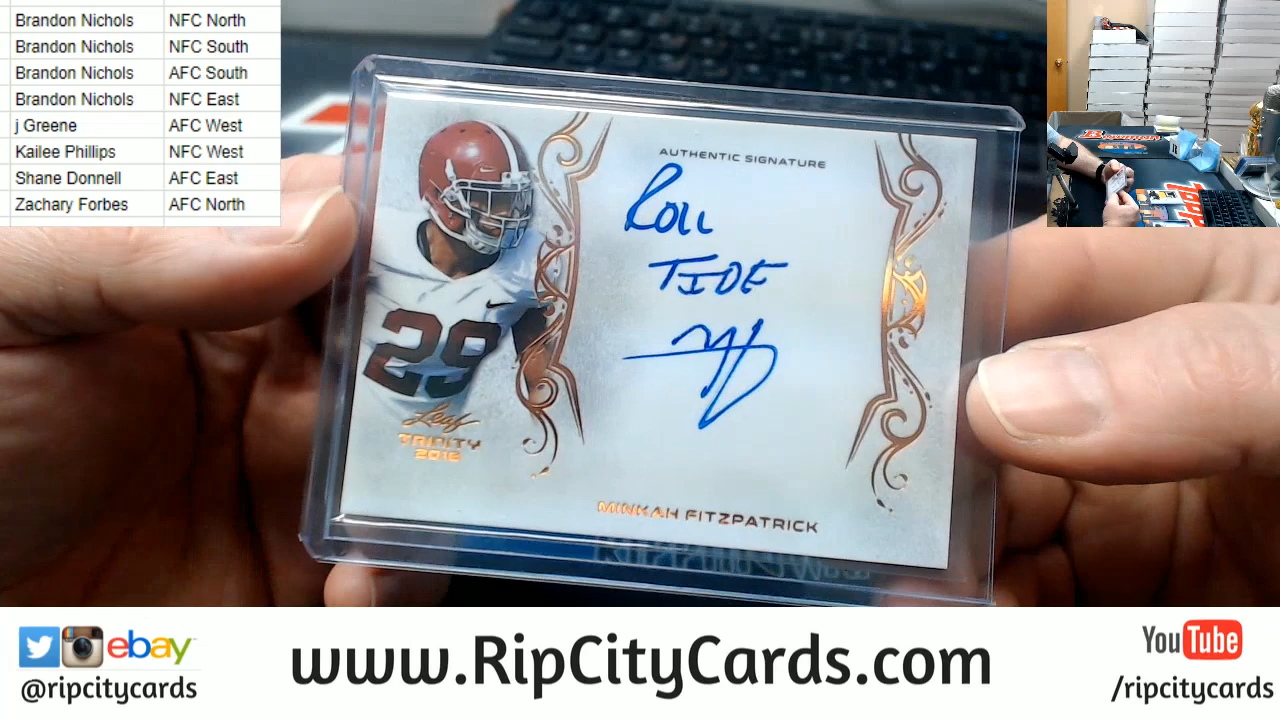 Brandon Nichols NFC North
Brandon Nichols NFC South
Brandon Nichols AFC South
Brandon Nichols NFC East
j Greene AFC West
Kailee Phillips NFC West
Shane Donnell AFC East
Zachary Forbes AFC North
AUTHENTIC SIGNATURE
ROLL
TIDE
29
Leaf
TRINITY
2018
MINKAH FITZPATRICK
Bowman
TOPPS
ebay
@ripcitycards
www.RipCityCards.com
YouTube
/ripcitycards